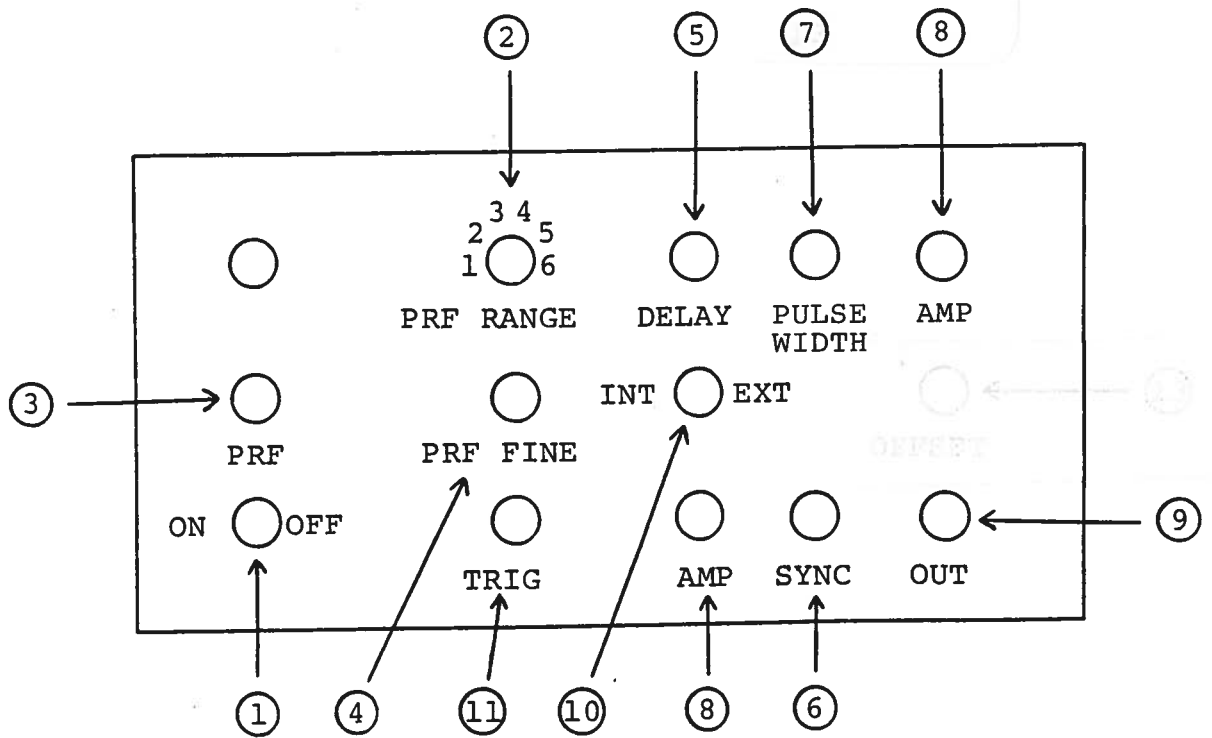 ② ⑤ ⑦ ⑧
3 4
2 5
1 6
PRF RANGE DELAY PULSE WIDTH AMP
③ INT EXT
PRF PRF FINE OFFSET
ON OFF ⑨
TRIG AMP SYNC OUT
① ④ ⑪ ⑩ ⑧ ⑥